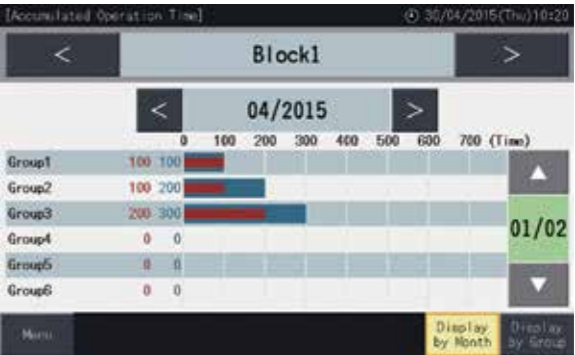 [Accumulated Operation Time] 30/04/2015(Thu)10:20
< Block1 >
< 04/2015 >
0 100 200 300 400 500 600 700 (Time)
Group1 100 100
Group2 100 200
Group3 200 300
Group4 0 0
Group5 0 0
Group6 0 0
01/02
Menu
Display by Month
Display by Group